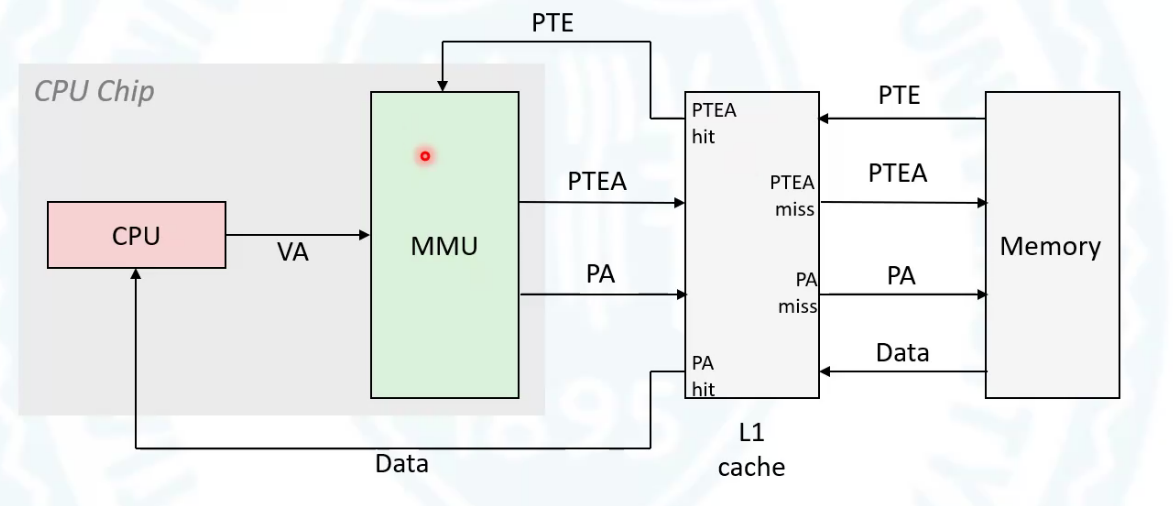 PTE
CPU Chip
PTEA
hit
PTE
PTEA
PTEA
miss
PTEA
CPU
VA
MMU
Memory
PA
PA
miss
PA
PA
hit
Data
Data
L1
cache